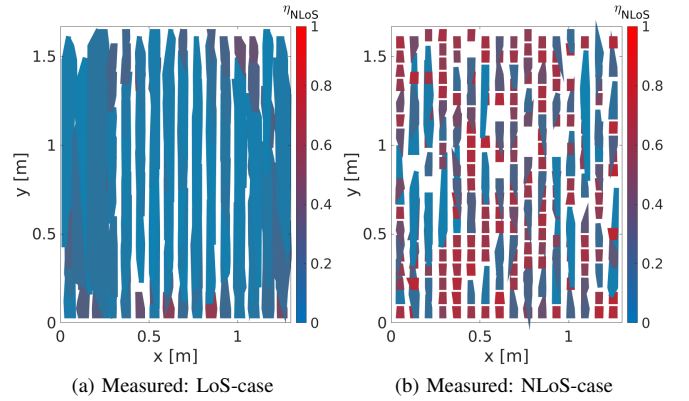 η_NLoS η_NLoS
1.5 1 0.5 0
y [m]
0 0.5 1
x [m]
1 0.8 0.6 0.4 0.2 0
1.5 1 0.5 0
y [m]
0 0.5 1
x [m]
1 0.8 0.6 0.4 0.2 0
(a) Measured: LoS-case (b) Measured: NLoS-case